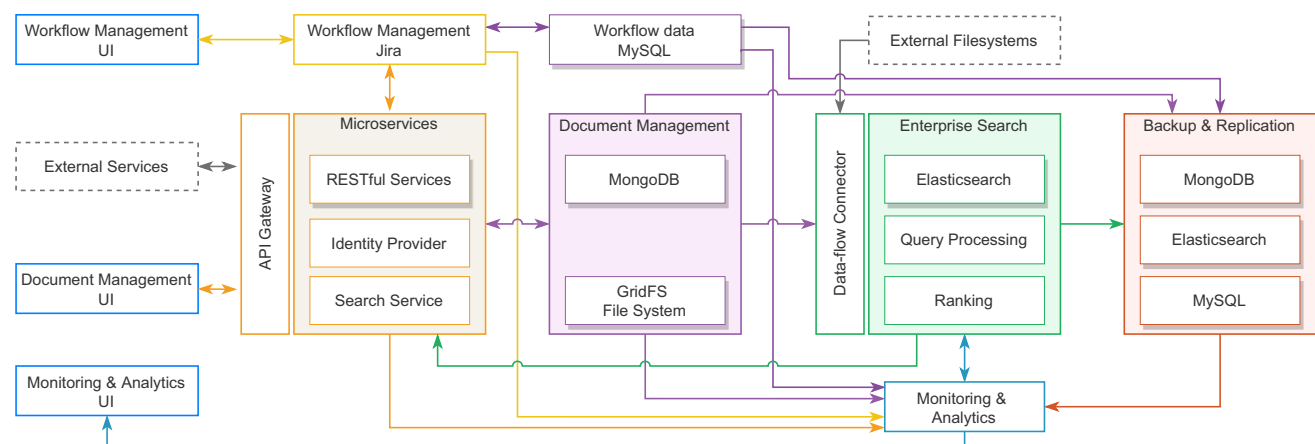 Workflow Management
UI
Workflow Management
Jira
Workflow data
MySQL
External Filesystems
External Services
Document Management
UI
Monitoring & Analytics
UI
API Gateway
Microservices
RESTful Services
Identity Provider
Search Service
Document Management
MongoDB
GridFS
File System
Data-flow Connector
Enterprise Search
Elasticsearch
Query Processing
Ranking
Backup & Replication
MongoDB
Elasticsearch
MySQL
Monitoring &
Analytics